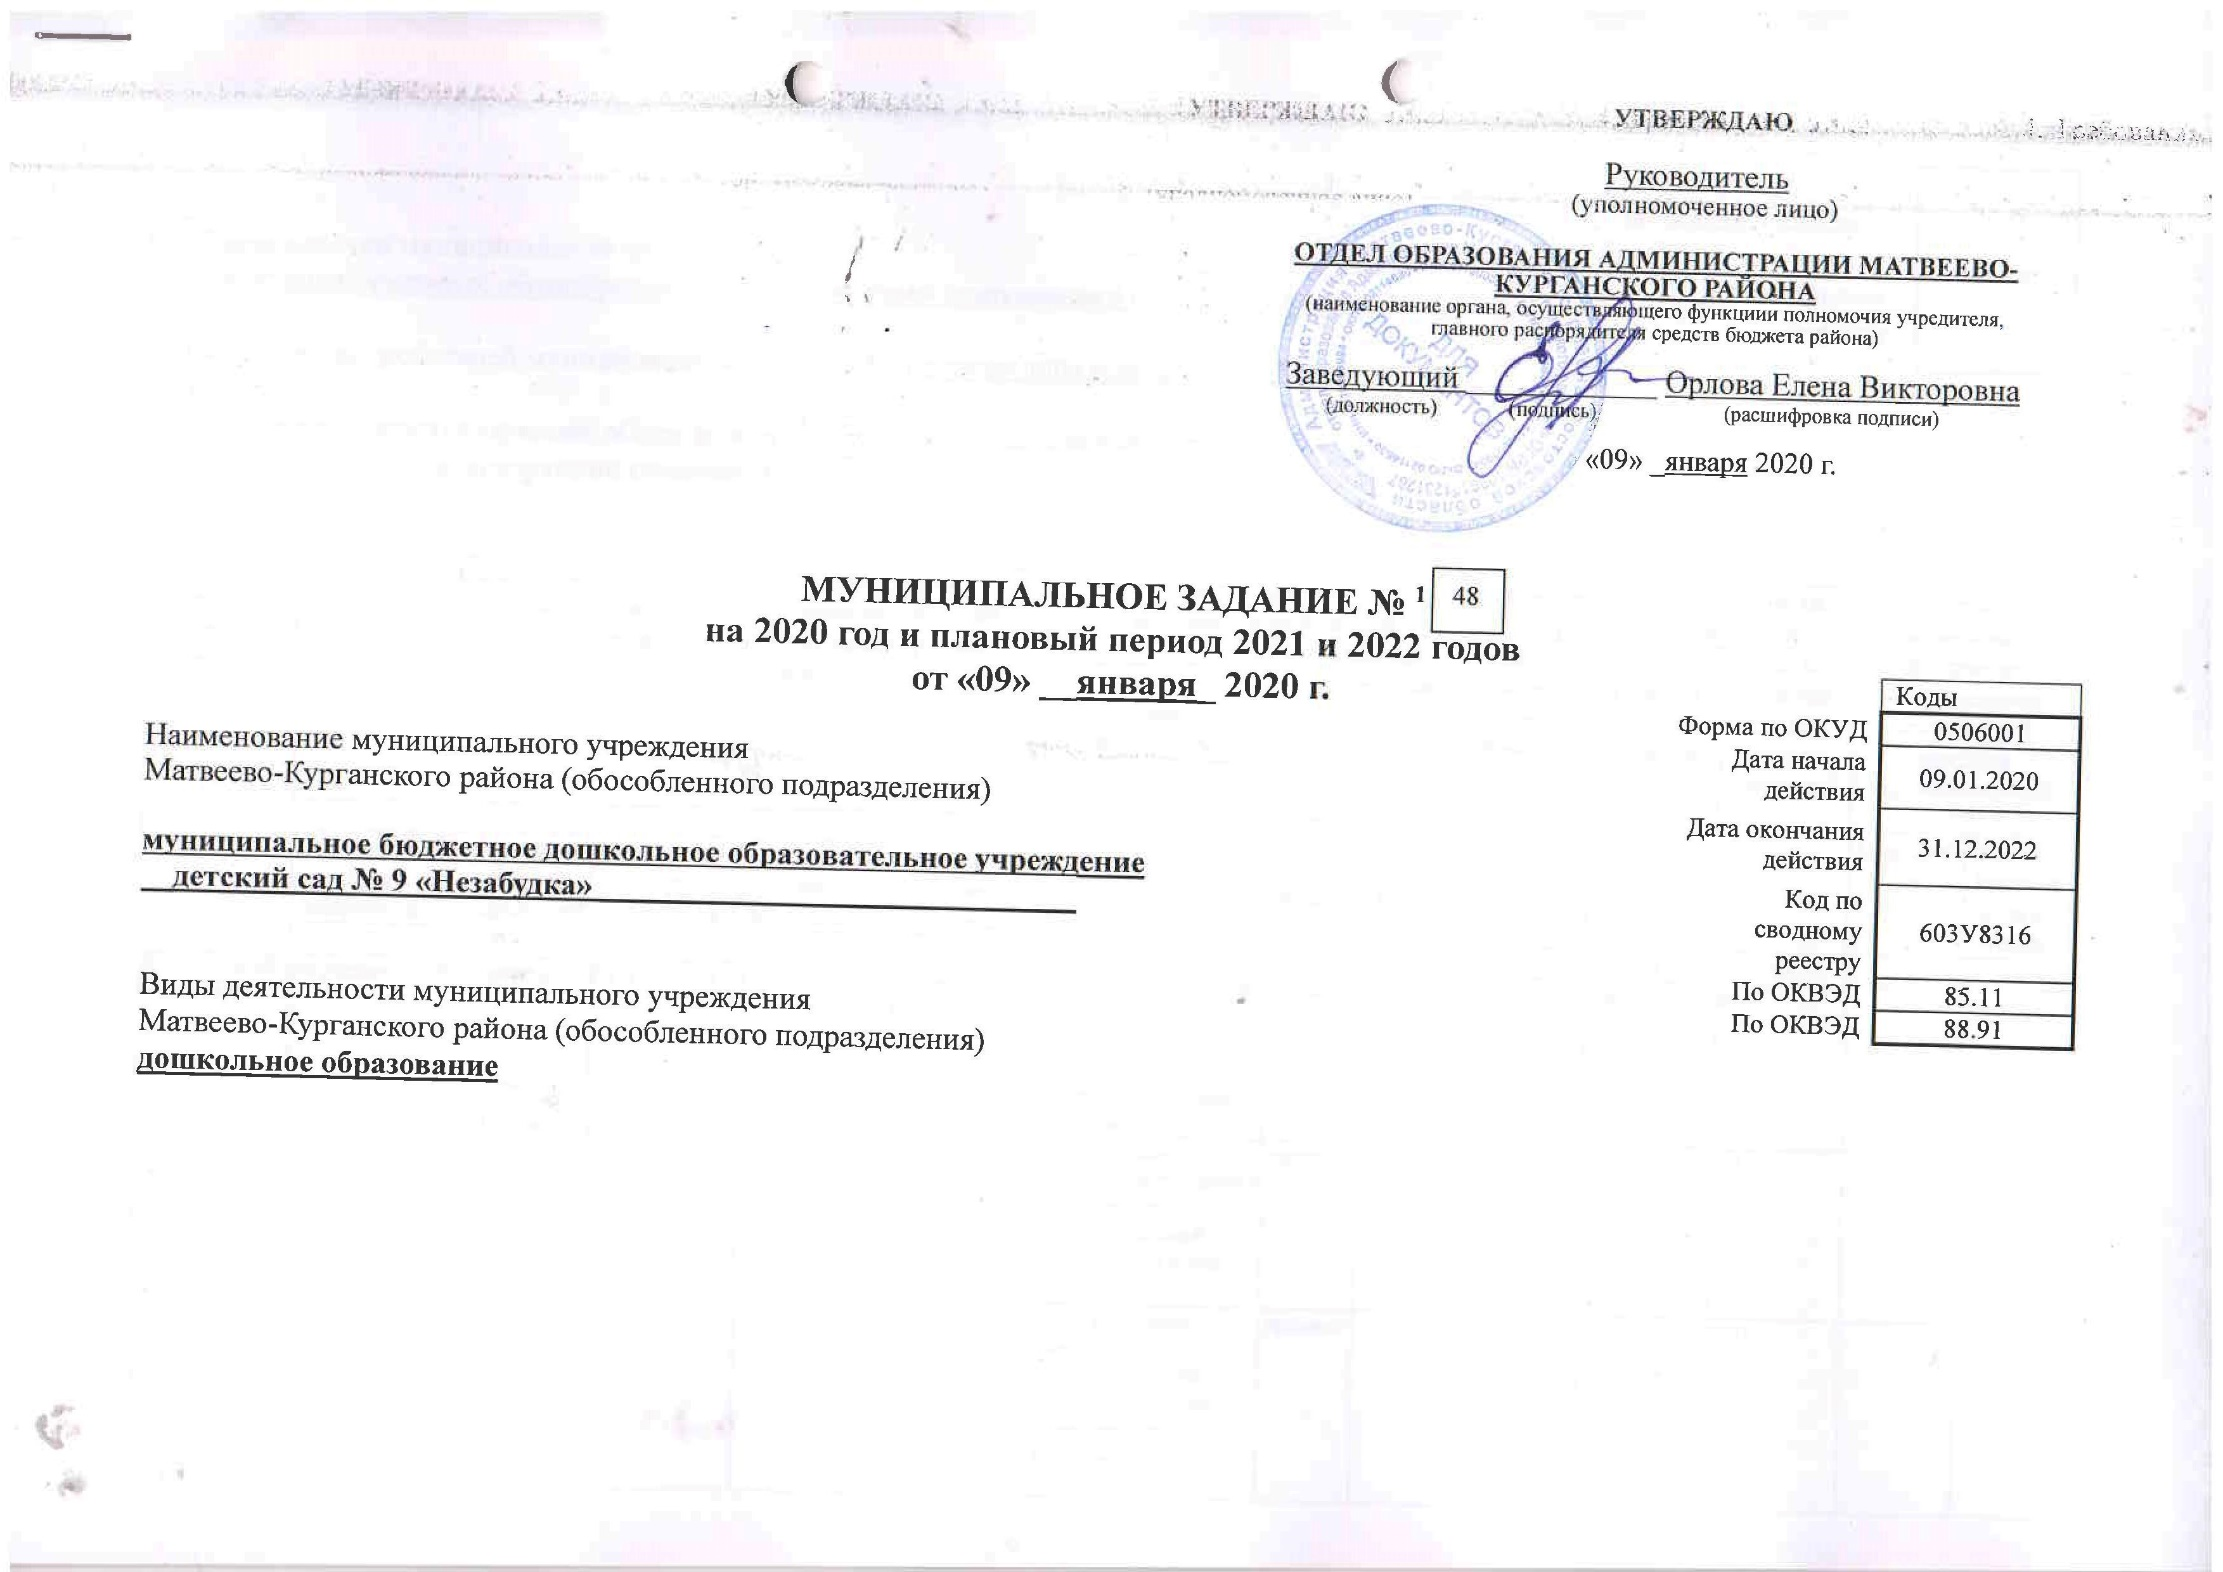 УТВЕРЖДАЮ
Руководитель
(уполномоченное лицо)
ОТДЕЛ ОБРАЗОВАНИЯ АДМИНИСТРАЦИИ МАТВЕЕВО-
КУРГАНСКОГО РАЙОНА
(наименование органа, осуществляющего функциии полномочия учредителя,
главного распорядителя средств бюджета района)
Заведующий Орлова Елена Викторовна
(должность) (подпись) (расшифровка подписи)
«09» _января 2020 г.
ДЛЯ
ДОКУМЕНТОВ
МУНИЦИПАЛЬНОЕ ЗАДАНИЕ № ¹ 48
на 2020 год и плановый период 2021 и 2022 годов
от «09» __января_ 2020 г.
Коды
Форма по ОКУД 0506001
Дата начала
действия 09.01.2020
Дата окончания
действия 31.12.2022
Код по
сводному
реестру 603У8316
По ОКВЭД 85.11
По ОКВЭД 88.91
Наименование муниципального учреждения
Матвеево-Курганского района (обособленного подразделения)
муниципальное бюджетное дошкольное образовательное учреждение
детский сад № 9 «Незабудка»
Виды деятельности муниципального учреждения
Матвеево-Курганского района (обособленного подразделения)
дошкольное образование